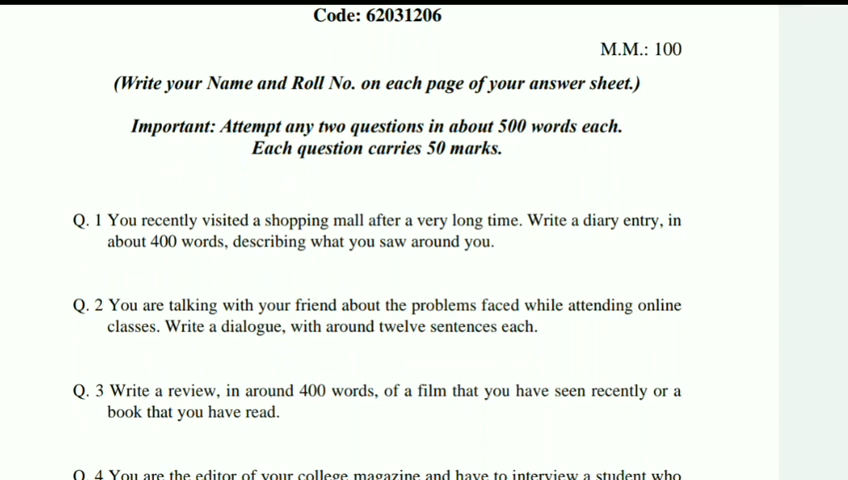 Code: 62031206
M.M.: 100
(Write your Name and Roll No. on each page of your answer sheet.)
Important: Attempt any two questions in about 500 words each.
Each question carries 50 marks.
Q. 1 You recently visited a shopping mall after a very long time. Write a diary entry, in
about 400 words, describing what you saw around you.
Q. 2 You are talking with your friend about the problems faced while attending online
classes. Write a dialogue, with around twelve sentences each.
Q. 3 Write a review, in around 400 words, of a film that you have seen recently or a
book that you have read.
Q. 4 You are the editor of your college magazine and have to interview a student who